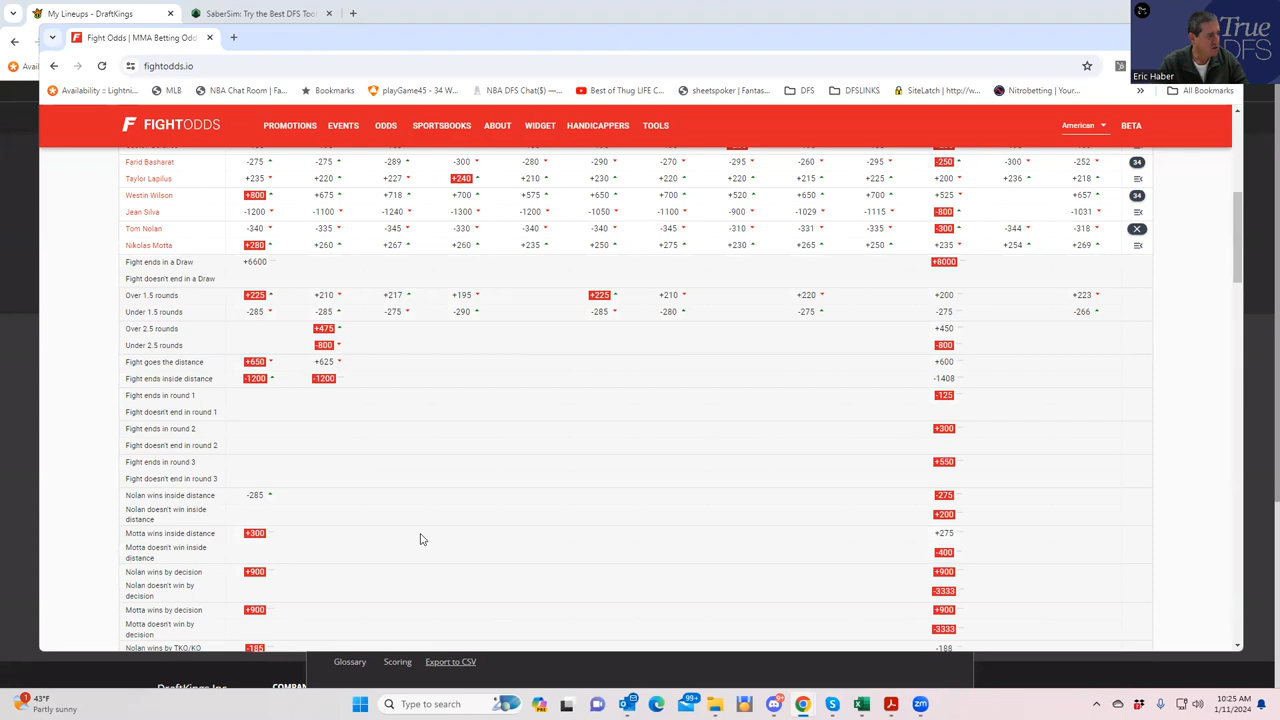 My Lineups - DraftKings
SaberSim: Try the Best DFS Too
Fight Odds | MMA Betting Odd
fightodds.io
True
DFS
Eric Haber
Availability – Lightni...
MLB
NBA Chat Room | Fa...
Bookmarks
playGame45 - 34 W...
NBA DFS Chat($)—...
Best of Thug LIFE C...
sheetspoker | Fantas...
DFS
DFSLINKS
SiteLatch | http://w...
Nitrobetting | Your...
»
All Bookmarks
FIGHTODDS
PROMOTIONS EVENTS ODDS SPORTSBOOKS ABOUT WIDGET HANDICAPPERS TOOLS
American
BETA
Farid Basharat -275 -275 -289 -300 -280 -290 -270 -295 -260 -295 -250 -300 -252 34
Taylor Lapilus +235 +220 +227 +240 +210 +230 +220 +220 +215 +225 +200 +236 +218
Westin Wilson +800 +675 +718 +700 +575 +650 +700 +520 +650 +700 +525 +657 34
Jean Silva -1200 -1100 -1240 -1300 -1200 -1050 -1100 -900 -1029 -1115 -800 -1031
Tom Nolan -340 -335 -345 -330 -340 -340 -345 -310 -331 -335 -300 -344 -318
Nikolas Motta +280 +260 +267 +260 +235 +250 +275 +230 +265 +250 +235 +254 +269
Fight ends in a Draw +6600 +8000
Fight doesn't end in a Draw
Over 1.5 rounds +225 +210 +217 +195 +225 +210 +220 +200 +223
Under 1.5 rounds -285 -285 -275 -290 -285 -280 -275 -275 -266
Over 2.5 rounds +475 +450
Under 2.5 rounds -800 -800
Fight goes the distance +650 +625 +600
Fight ends inside distance -1200 -1200 -1408
Fight ends in round 1 -125
Fight doesn't end in round 1
Fight ends in round 2 +300
Fight doesn't end in round 2
Fight ends in round 3 +550
Fight doesn't end in round 3
Nolan wins inside distance -285 -275
Nolan doesn't win inside
distance +200
Motta wins inside distance +300 +275
Motta doesn't win inside
distance -400
Nolan wins by decision +900 +900
Nolan doesn't win by
decision -3333
Motta wins by decision +900 +900
Motta doesn't win by
decision -3333
Nolan wins by TKO/KO -185 -188
Glossary Scoring Export to CSV
DraftKings Inc.
43°F
Partly sunny
Type to search
99+
10:25 AM
1/11/2024